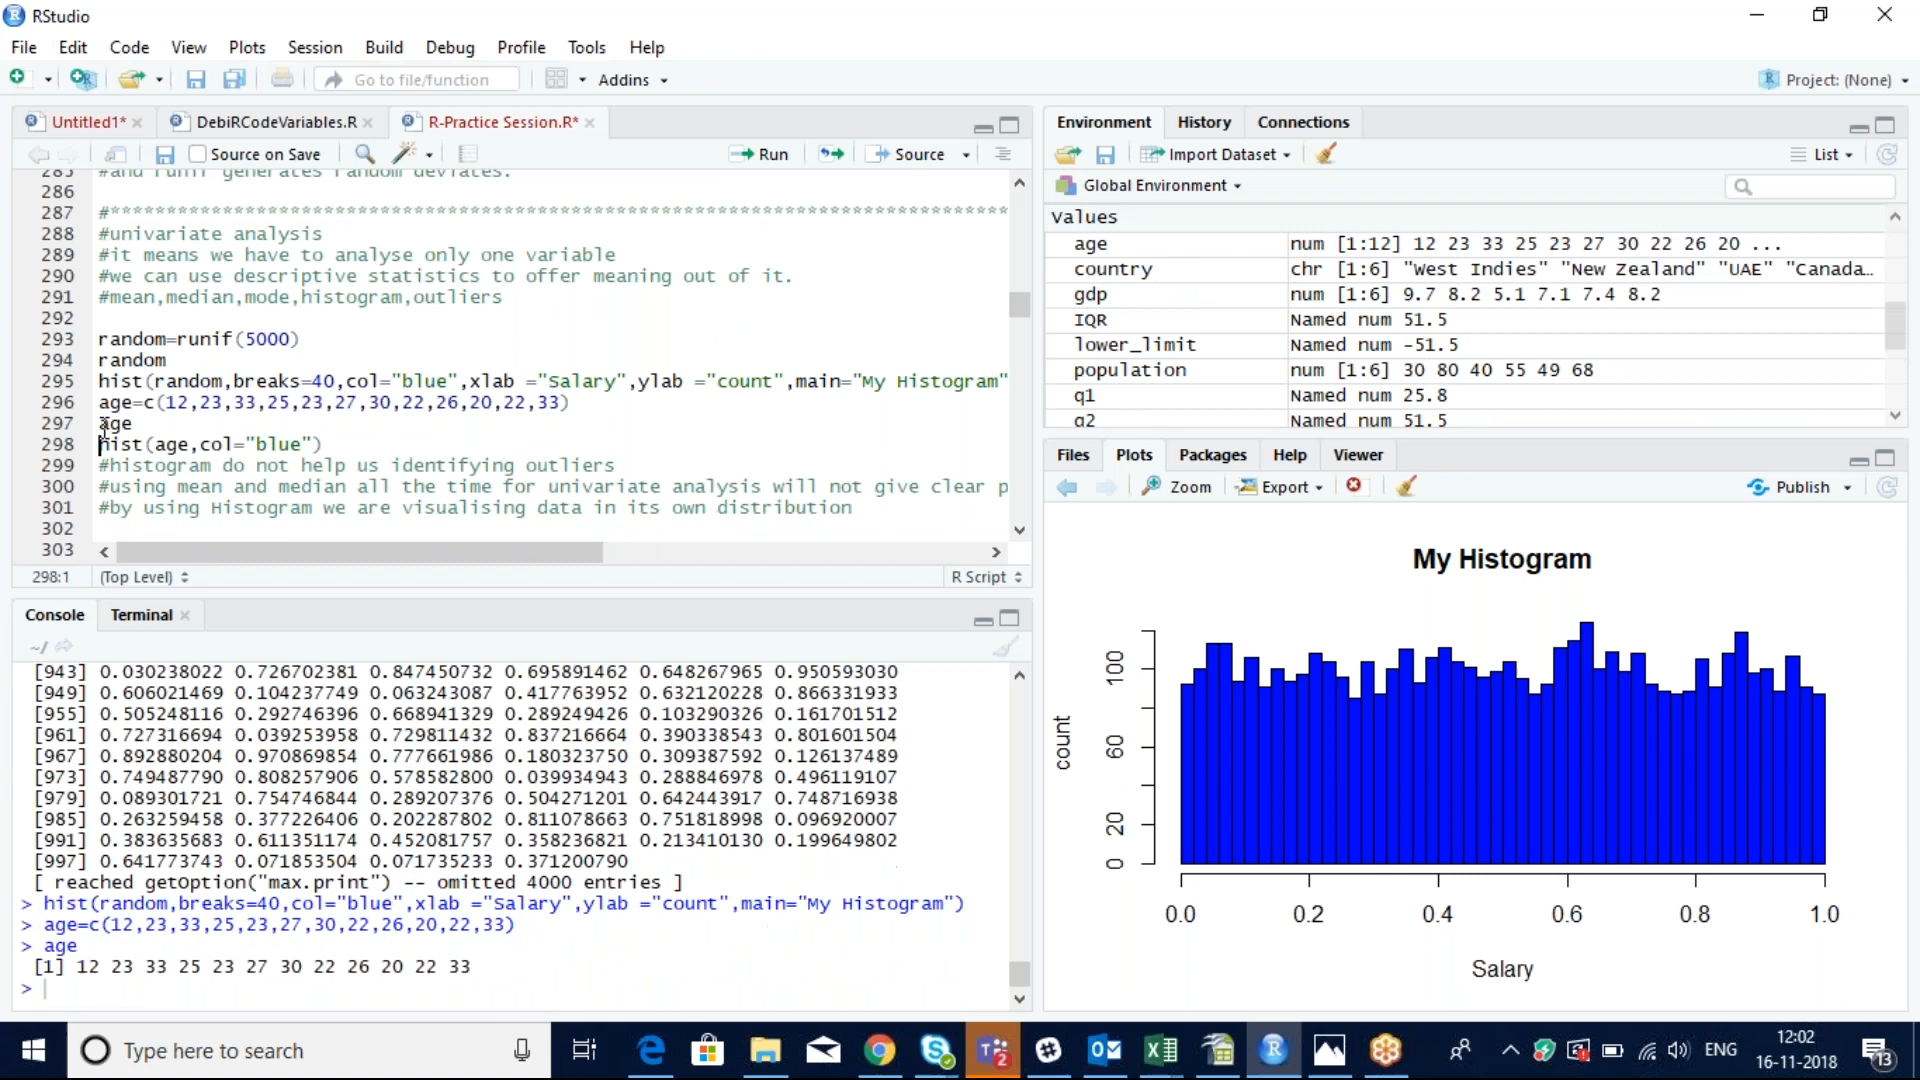 RStudio
File Edit Code View Plots Session Build Debug Profile Tools Help
Go to file/function Addins Project: (None)
Untitled1* DebiRCodeVariables.R R-Practice Session.R*
Source on Save Run Source
285 #and runif generates random deviates.
286
287 #************************************************************************************
288 #univariate analysis
289 #it means we have to analyse only one variable
290 #we can use descriptive statistics to offer meaning out of it.
291 #mean,median,mode,histogram,outliers
292
293 random=runif(5000)
294 random
295 hist(random,breaks=40,col="blue",xlab ="Salary",ylab ="count",main="My Histogram"
296 age=c(12,23,33,25,23,27,30,22,26,20,22,33)
297 age
298 hist(age,col="blue")
299 #histogram do not help us identifying outliers
300 #using mean and median all the time for univariate analysis will not give clear p
301 #by using Histogram we are visualising data in its own distribution
302
303
298:1 (Top Level) R Script
Console Terminal
~/
[943] 0.030238022 0.726702381 0.847450732 0.695891462 0.648267965 0.950593030
[949] 0.606021469 0.104237749 0.063243087 0.417763952 0.632120228 0.866331933
[955] 0.505248116 0.292746396 0.668941329 0.289249426 0.103290326 0.161701512
[961] 0.727316694 0.039253958 0.729811432 0.837216664 0.390338543 0.801601504
[967] 0.892880204 0.970869854 0.777661986 0.180323750 0.309387592 0.126137489
[973] 0.749487790 0.808257906 0.578582800 0.039934943 0.288846978 0.496119107
[979] 0.089301721 0.754746844 0.289207376 0.504271201 0.642443917 0.748716938
[985] 0.263259458 0.377226406 0.202287802 0.811078663 0.751818998 0.096920007
[991] 0.383635683 0.611351174 0.452081757 0.358236821 0.213410130 0.199649802
[997] 0.641773743 0.071853504 0.071735233 0.371200790
[ reached getOption("max.print") -- omitted 4000 entries ]
> hist(random,breaks=40,col="blue",xlab ="Salary",ylab ="count",main="My Histogram")
> age=c(12,23,33,25,23,27,30,22,26,20,22,33)
> age
[1] 12 23 33 25 23 27 30 22 26 20 22 33
>
Environment History Connections
Import Dataset List
Global Environment
Values
age num [1:12] 12 23 33 25 23 27 30 22 26 20 ...
country chr [1:6] "West Indies" "New Zealand" "UAE" "Canada…
gdp num [1:6] 9.7 8.2 5.1 7.1 7.4 8.2
IQR Named num 51.5
lower_limit Named num -51.5
population num [1:6] 30 80 40 55 49 68
q1 Named num 25.8
q2 Named num 51.5
Files Plots Packages Help Viewer
Zoom Export Publish
My Histogram
count
100
60
20
0
0.0 0.2 0.4 0.6 0.8 1.0
Salary
Type here to search
ENG
12:02
16-11-2018
13